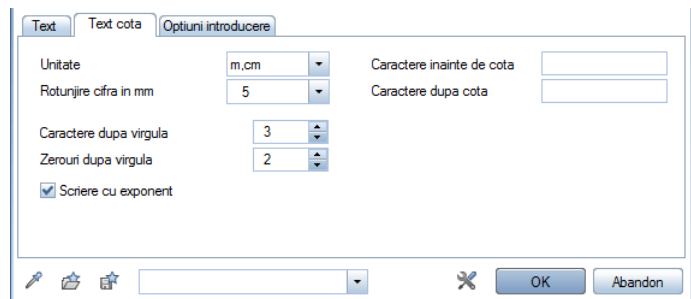 Text Text cota Optiuni introducere
Unitate m,cm Caractere inainte de cota
Rotunjire cifra in mm 5 Caractere dupa cota
Caractere dupa virgula 3
Zerouri dupa virgula 2
Scriere cu exponent
OK Abandon